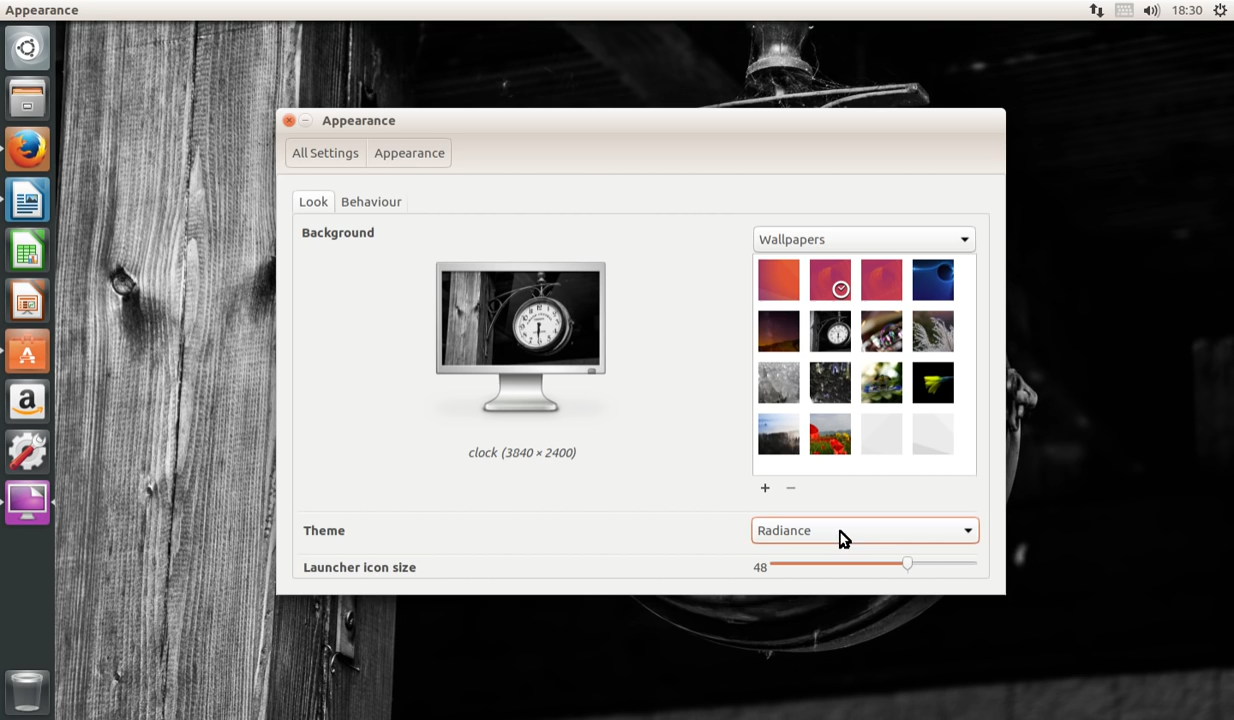 Appearance
18:30
Appearance
All Settings
Appearance
Look
Behaviour
Background
Wallpapers
clock (3840 × 2400)
+ −
Theme
Radiance
Launcher icon size
48